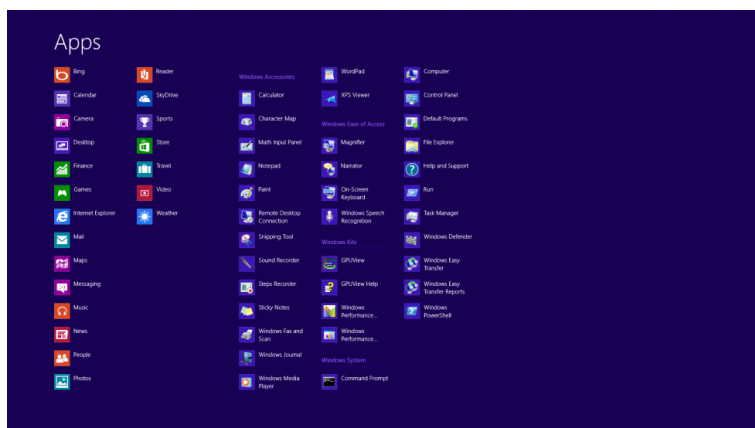 Apps
Bing
Calendar
Camera
Desktop
Finance
Games
Internet Explorer
Mail
Maps
Messaging
Music
News
People
Photos
Reader
SkyDrive
Sports
Store
Travel
Video
Weather
Windows Accessories
Calculator
Character Map
Math Input Panel
Notepad
Paint
Remote Desktop
Connection
Snipping Tool
Sound Recorder
Steps Recorder
Sticky Notes
Windows Fax and
Scan
Windows Journal
Windows Media
Player
WordPad
XPS Viewer
Windows Ease of Access
Magnifier
Narrator
On-Screen
Keyboard
Windows Speech
Recognition
Windows Kits
GPUView
GPUView Help
Windows
Performance...
Windows
Performance...
Windows System
Command Prompt
Computer
Control Panel
Default Programs
File Explorer
Help and Support
Run
Task Manager
Windows Defender
Windows Easy
Transfer
Windows Easy
Transfer Reports
Windows
PowerShell